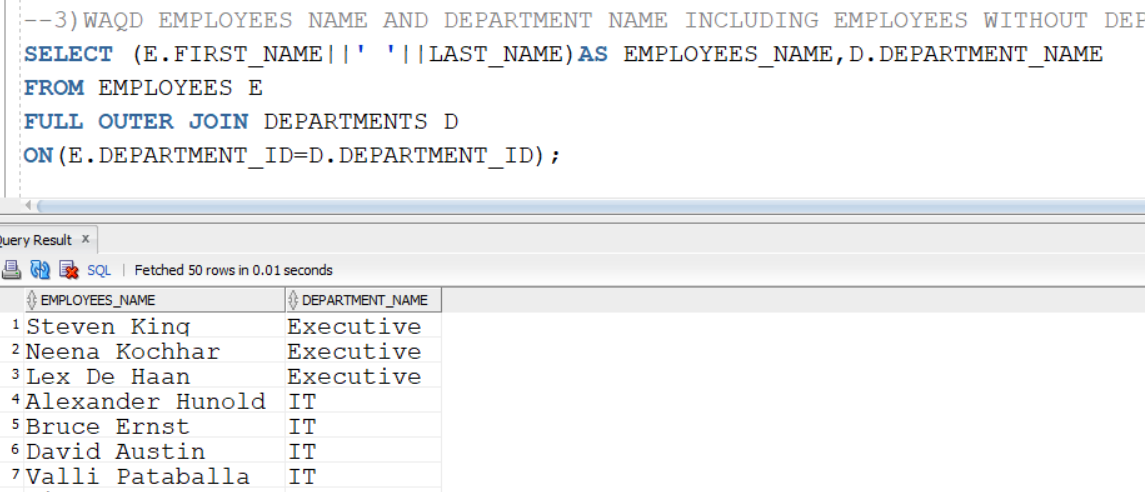 --3)WAQD EMPLOYEES NAME AND DEPARTMENT NAME INCLUDING EMPLOYEES WITHOUT DEP
SELECT (E.FIRST_NAME||' '||LAST_NAME)AS EMPLOYEES_NAME,D.DEPARTMENT_NAME
FROM EMPLOYEES E
FULL OUTER JOIN DEPARTMENTS D
ON(E.DEPARTMENT_ID=D.DEPARTMENT_ID);
Query Result x
SQL | Fetched 50 rows in 0.01 seconds
EMPLOYEES_NAME DEPARTMENT_NAME
1 Steven King Executive
2 Neena Kochhar Executive
3 Lex De Haan Executive
4 Alexander Hunold IT
5 Bruce Ernst IT
6 David Austin IT
7 Valli Pataballa IT